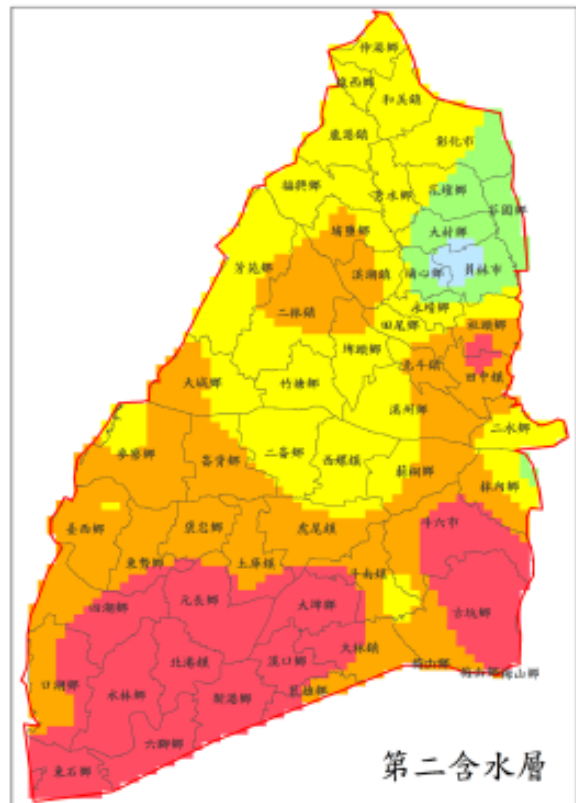 伸港鄉
線西鄉
和美鎮
鹿港鎮
彰化市
福興鄉
秀水鄉
花壇鄉
芬園鄉
埔鹽鄉
大村鄉
芳苑鄉
溪湖鎮
埔心鄉
員林市
二林鎮
永靖鄉
田尾鄉
社頭鄉
埤頭鄉
北斗鎮
田中鎮
大城鄉
竹塘鄉
溪州鄉
二水鄉
麥寮鄉
崙背鄉
二崙鄉
西螺鎮
莿桐鄉
林內鄉
臺西鄉
褒忠鄉
虎尾鎮
斗六市
東勢鄉
土庫鎮
斗南鎮
四湖鄉
元長鄉
大埤鄉
古坑鄉
北港鎮
溪口鄉
大林鎮
梅山鄉
梅山鄉
梅山鄉
口湖鄉
水林鄉
新港鄉
民雄鄉
六腳鄉
東石鄉
第二含水層